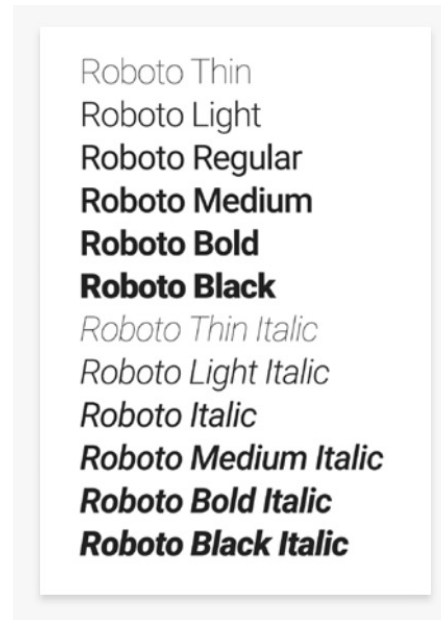 Roboto Thin
Roboto Light
Roboto Regular
Roboto Medium
Roboto Bold
Roboto Black
Roboto Thin Italic
Roboto Light Italic
Roboto Italic
Roboto Medium Italic
Roboto Bold Italic
Roboto Black Italic